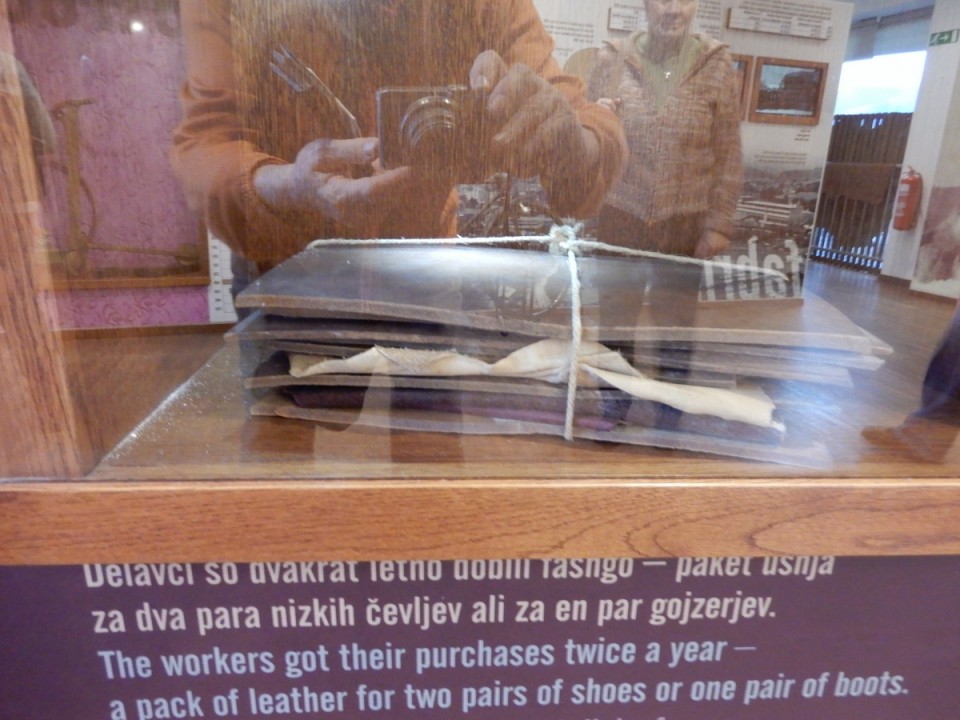 Delavci so dvakrat letno dobili fasngo – paket usnja
za dva para nizkih čevljev ali za en par gojzerjev.
The workers got their purchases twice a year –
a pack of leather for two pairs of shoes or one pair of boots.